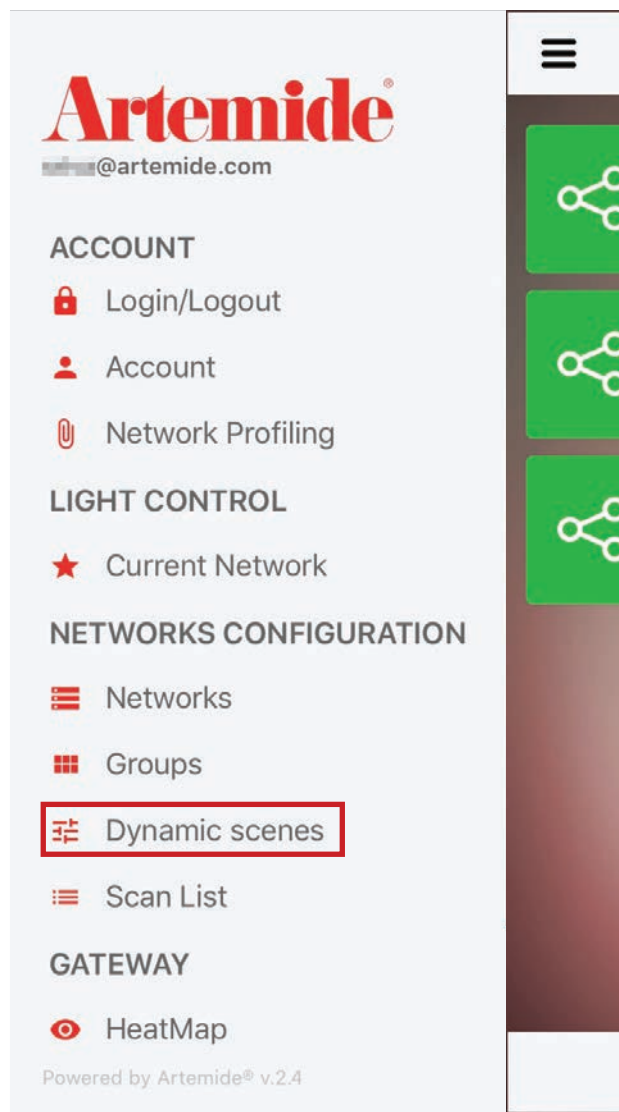 Artemide®
@artemide.com
ACCOUNT
Login/Logout
Account
Network Profiling
LIGHT CONTROL
Current Network
NETWORKS CONFIGURATION
Networks
Groups
Dynamic scenes
Scan List
GATEWAY
HeatMap
Powered by Artemide® v.2.4